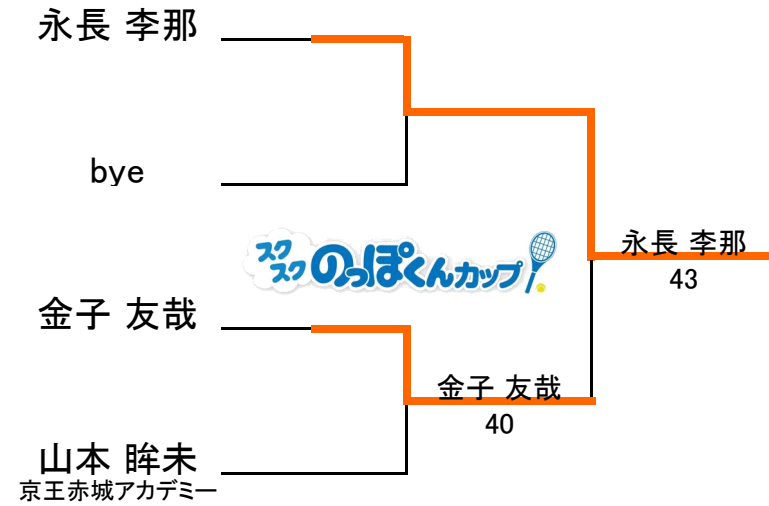 永長 李那
bye
スクスク のっぽくんカップ
永長 李那
43
金子 友哉
金子 友哉
40
山本 眸未
京王赤城アカデミー